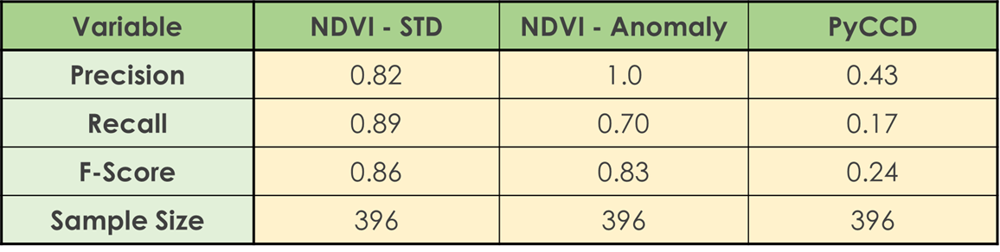 Variable NDVI - STD NDVI - Anomaly PyCCD
Precision 0.82 1.0 0.43
Recall 0.89 0.70 0.17
F-Score 0.86 0.83 0.24
Sample Size 396 396 396